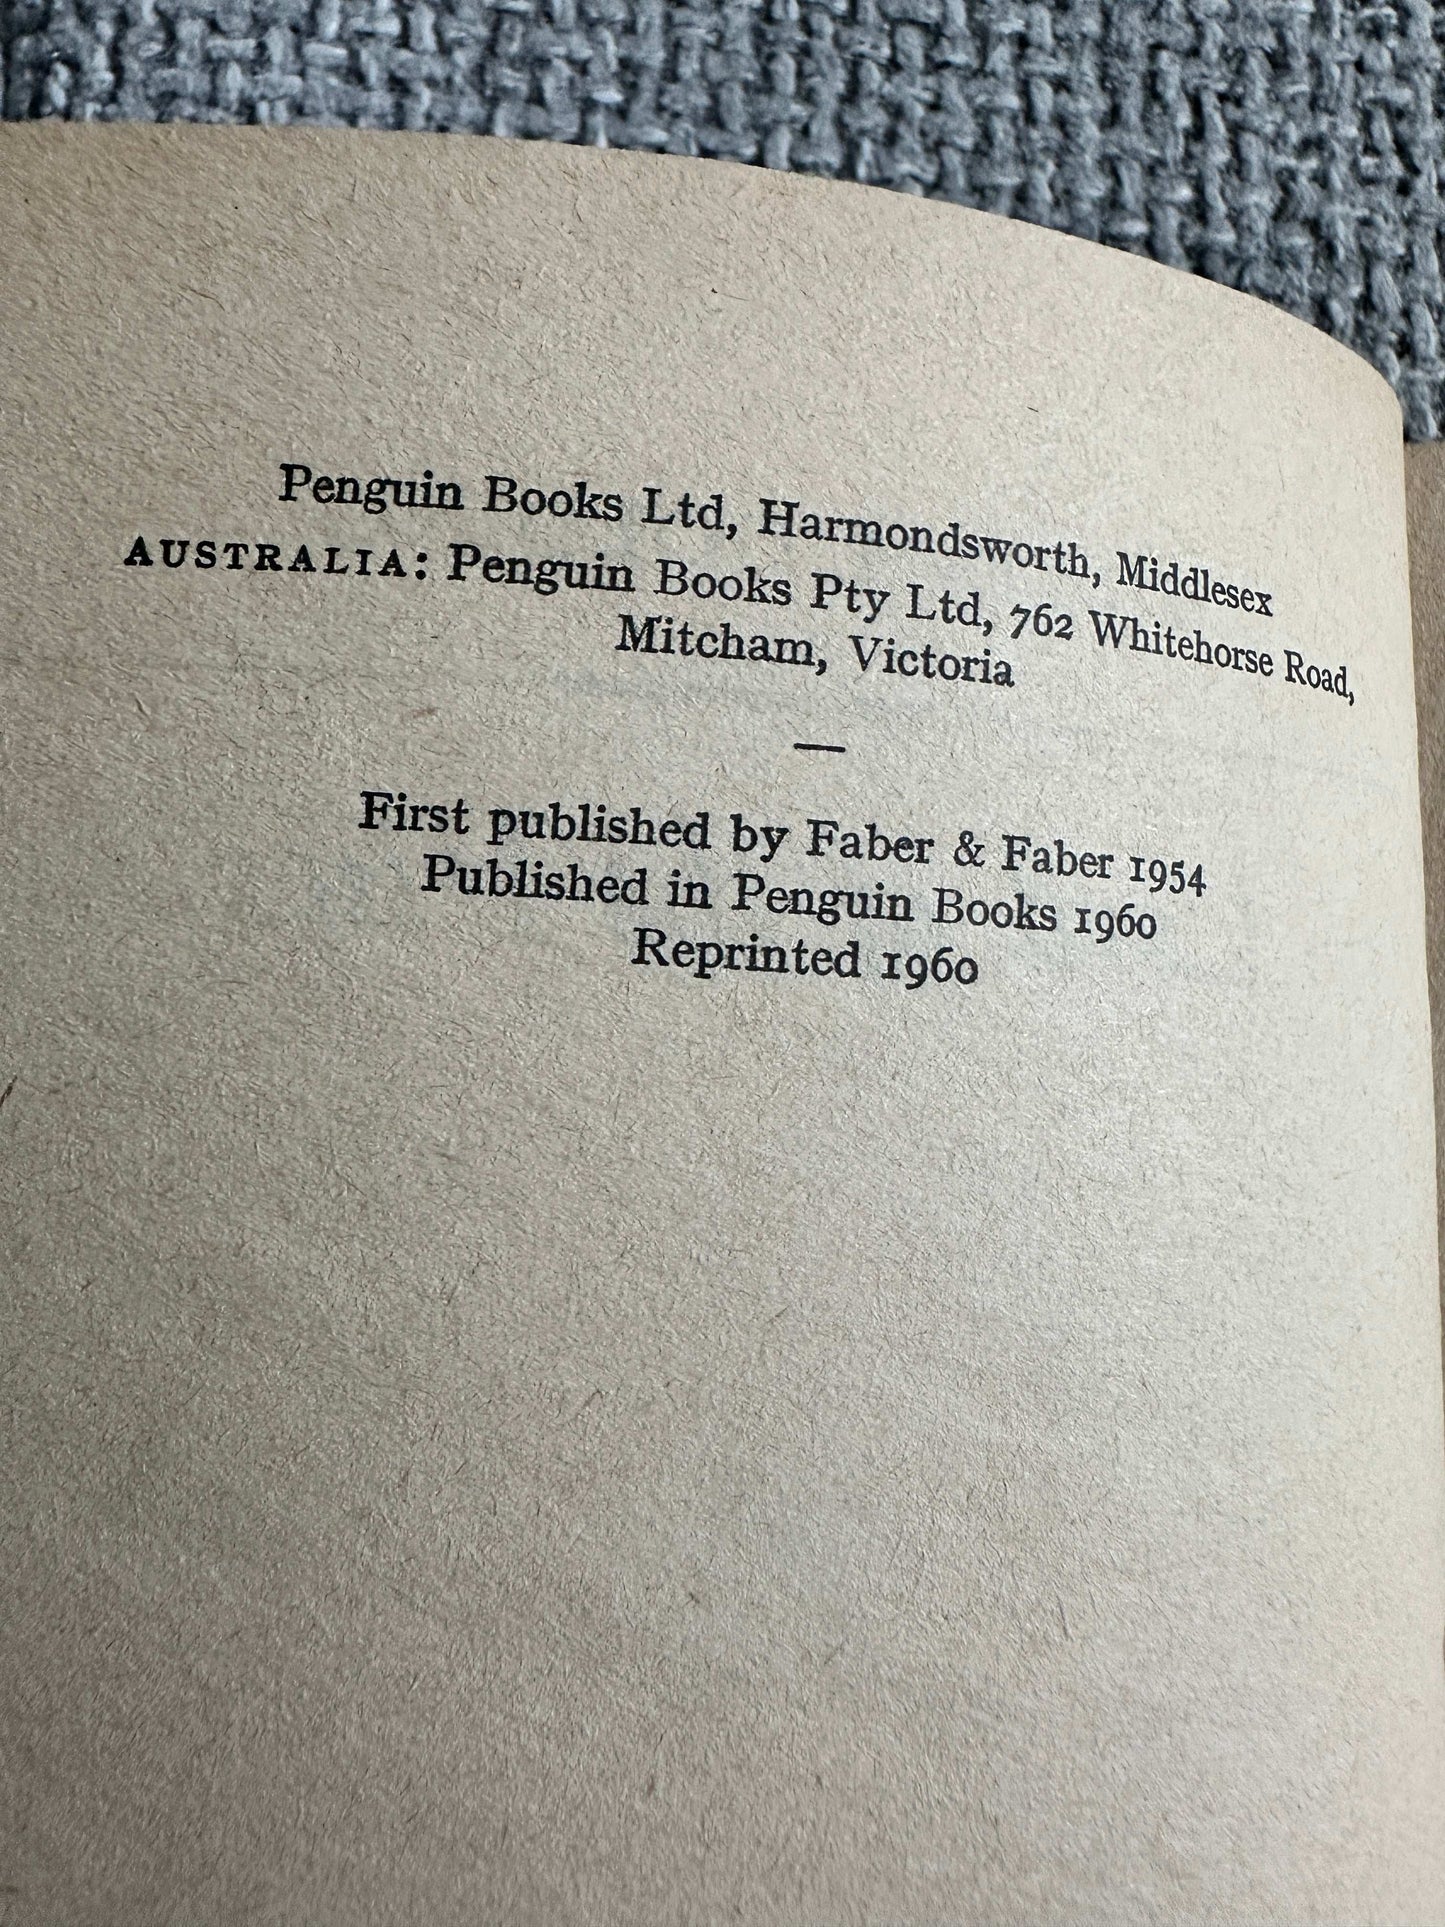 Penguin Books Ltd, Harmondsworth, Middlesex
AUSTRALIA: Penguin Books Pty Ltd, 762 Whitehorse Road,
Mitcham, Victoria
—
First published by Faber & Faber 1954
Published in Penguin Books 1960
Reprinted 1960